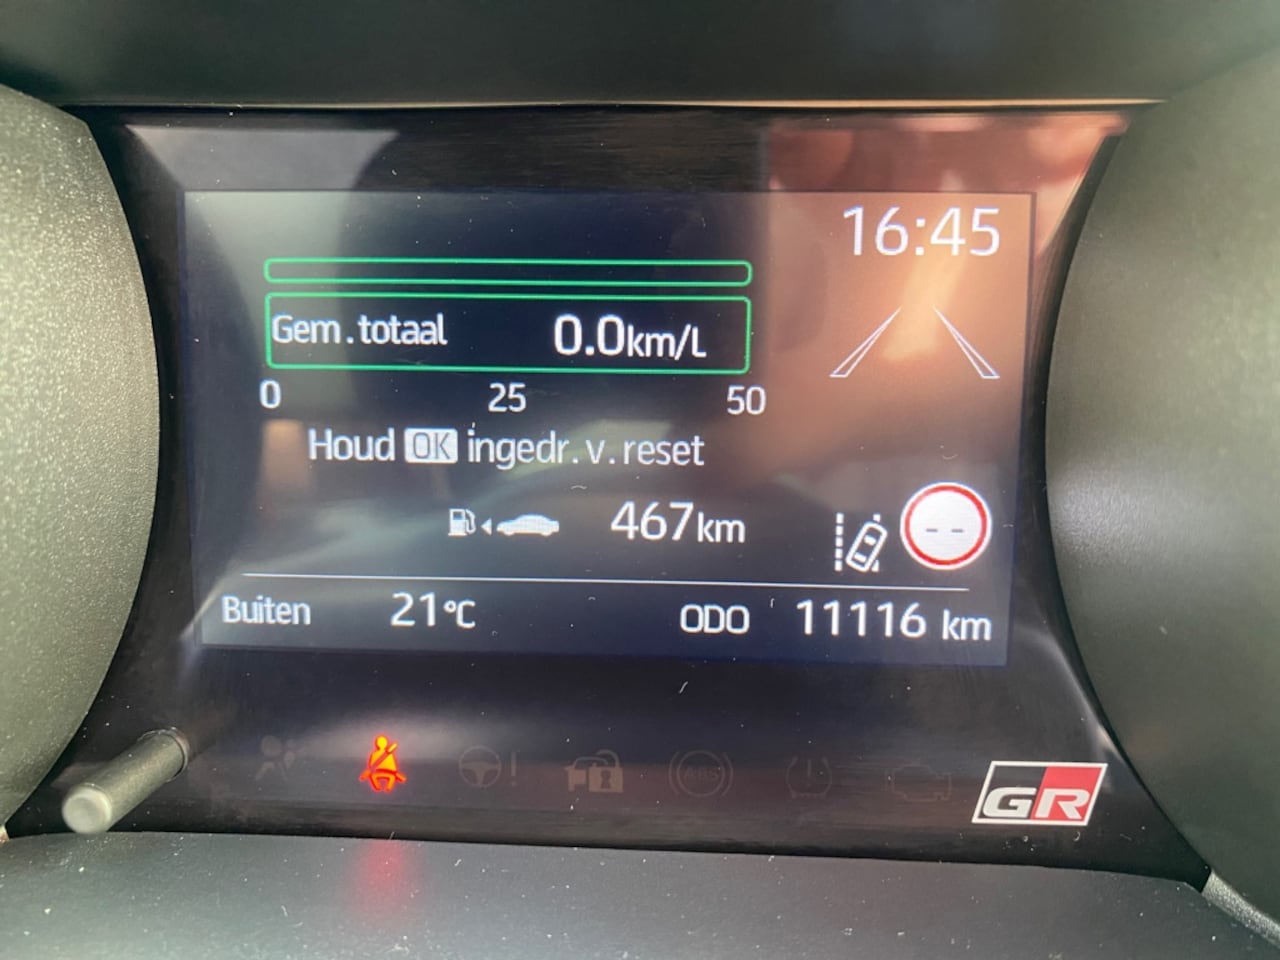 16:45
Gem.totaal 0.0km/L
0 25 50
Houd OK ingedr.v.reset
467km
- -
Buiten 21°C ODO 11116 km
ABS
GR